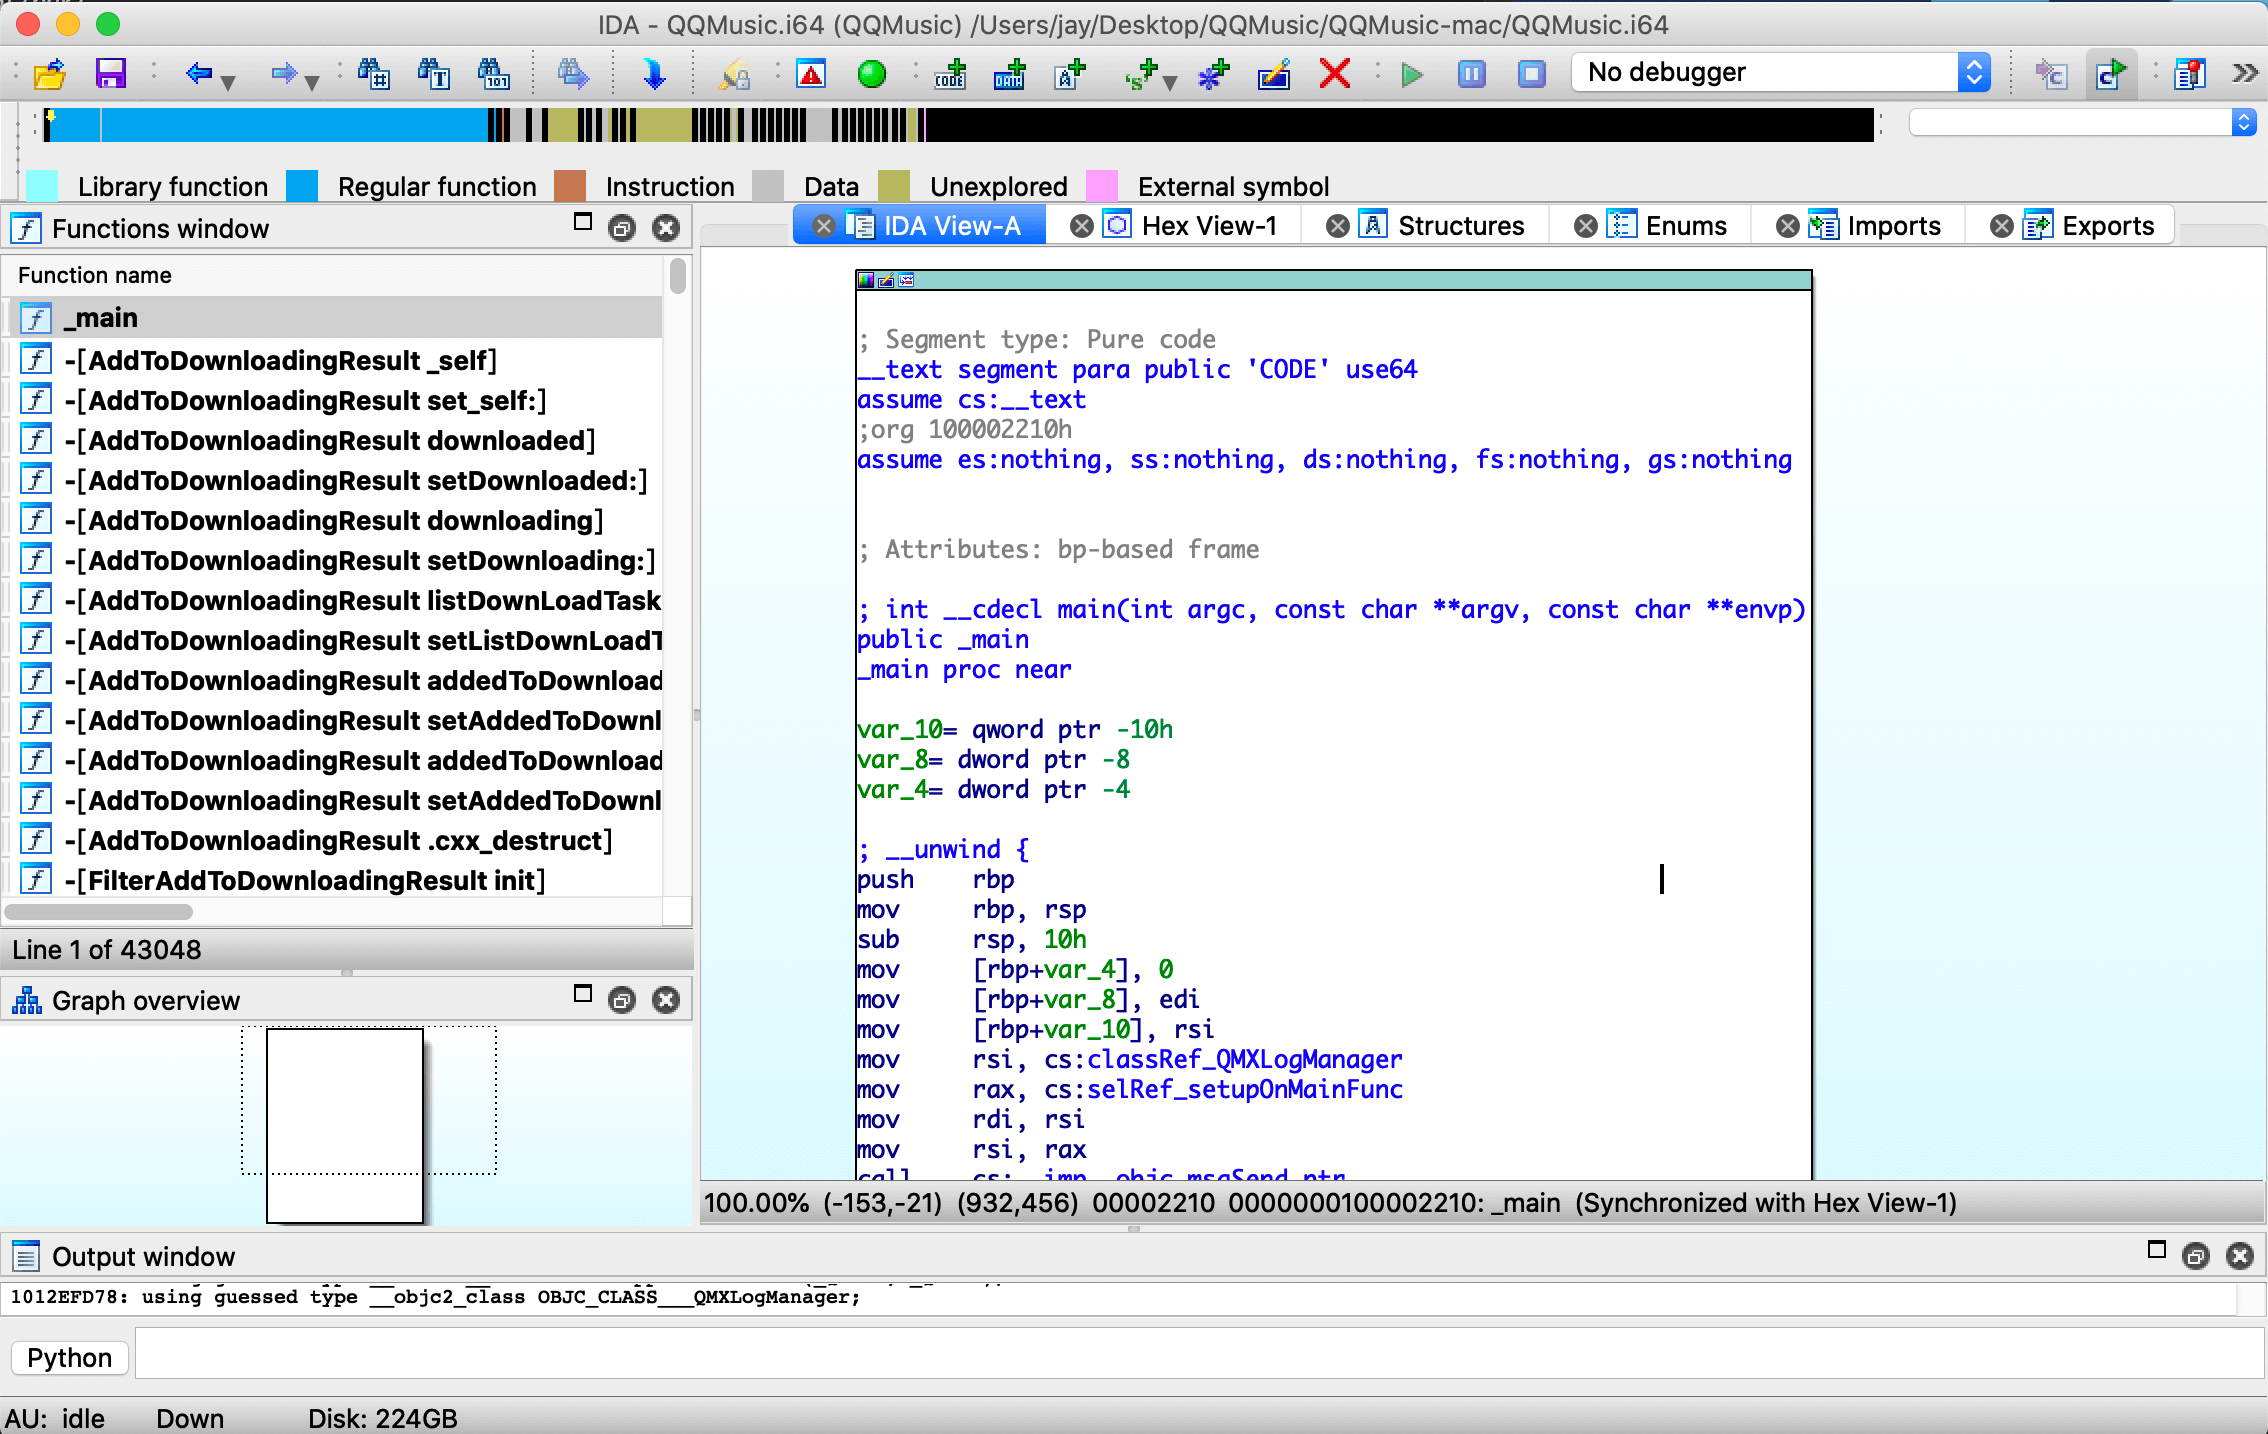 IDA - QQMusic.i64 (QQMusic) /Users/jay/Desktop/QQMusic/QQMusic-mac/QQMusic.i64
No debugger
Library function Regular function Instruction Data Unexplored External symbol
Functions window
IDA View-A Hex View-1 Structures Enums Imports Exports
Function name
_main
-[AddToDownloadingResult _self]
-[AddToDownloadingResult set_self:]
-[AddToDownloadingResult downloaded]
-[AddToDownloadingResult setDownloaded:]
-[AddToDownloadingResult downloading]
-[AddToDownloadingResult setDownloading:]
-[AddToDownloadingResult listDownLoadTask
-[AddToDownloadingResult setListDownLoadT
-[AddToDownloadingResult addedToDownload
-[AddToDownloadingResult setAddedToDownl
-[AddToDownloadingResult addedToDownload
-[AddToDownloadingResult setAddedToDownl
-[AddToDownloadingResult .cxx_destruct]
-[FilterAddToDownloadingResult init]
Line 1 of 43048
Graph overview
; Segment type: Pure code
__text segment para public 'CODE' use64
assume cs:__text
;org 100002210h
assume es:nothing, ss:nothing, ds:nothing, fs:nothing, gs:nothing
; Attributes: bp-based frame
; int __cdecl main(int argc, const char **argv, const char **envp)
public _main
_main proc near
var_10= qword ptr -10h
var_8= dword ptr -8
var_4= dword ptr -4
; __unwind {
push rbp
mov rbp, rsp
sub rsp, 10h
mov [rbp+var_4], 0
mov [rbp+var_8], edi
mov [rbp+var_10], rsi
mov rsi, cs:classRef_QMXLogManager
mov rax, cs:selRef_setupOnMainFunc
mov rdi, rsi
mov rsi, rax
call cs:__imp__objc_msgSend_ptr
100.00% (-153,-21) (932,456) 00002210 0000000100002210: _main (Synchronized with Hex View-1)
Output window
1012EFD78: using guessed type __objc2_class OBJC_CLASS___QMXLogManager;
Python
AU: idle Down Disk: 224GB